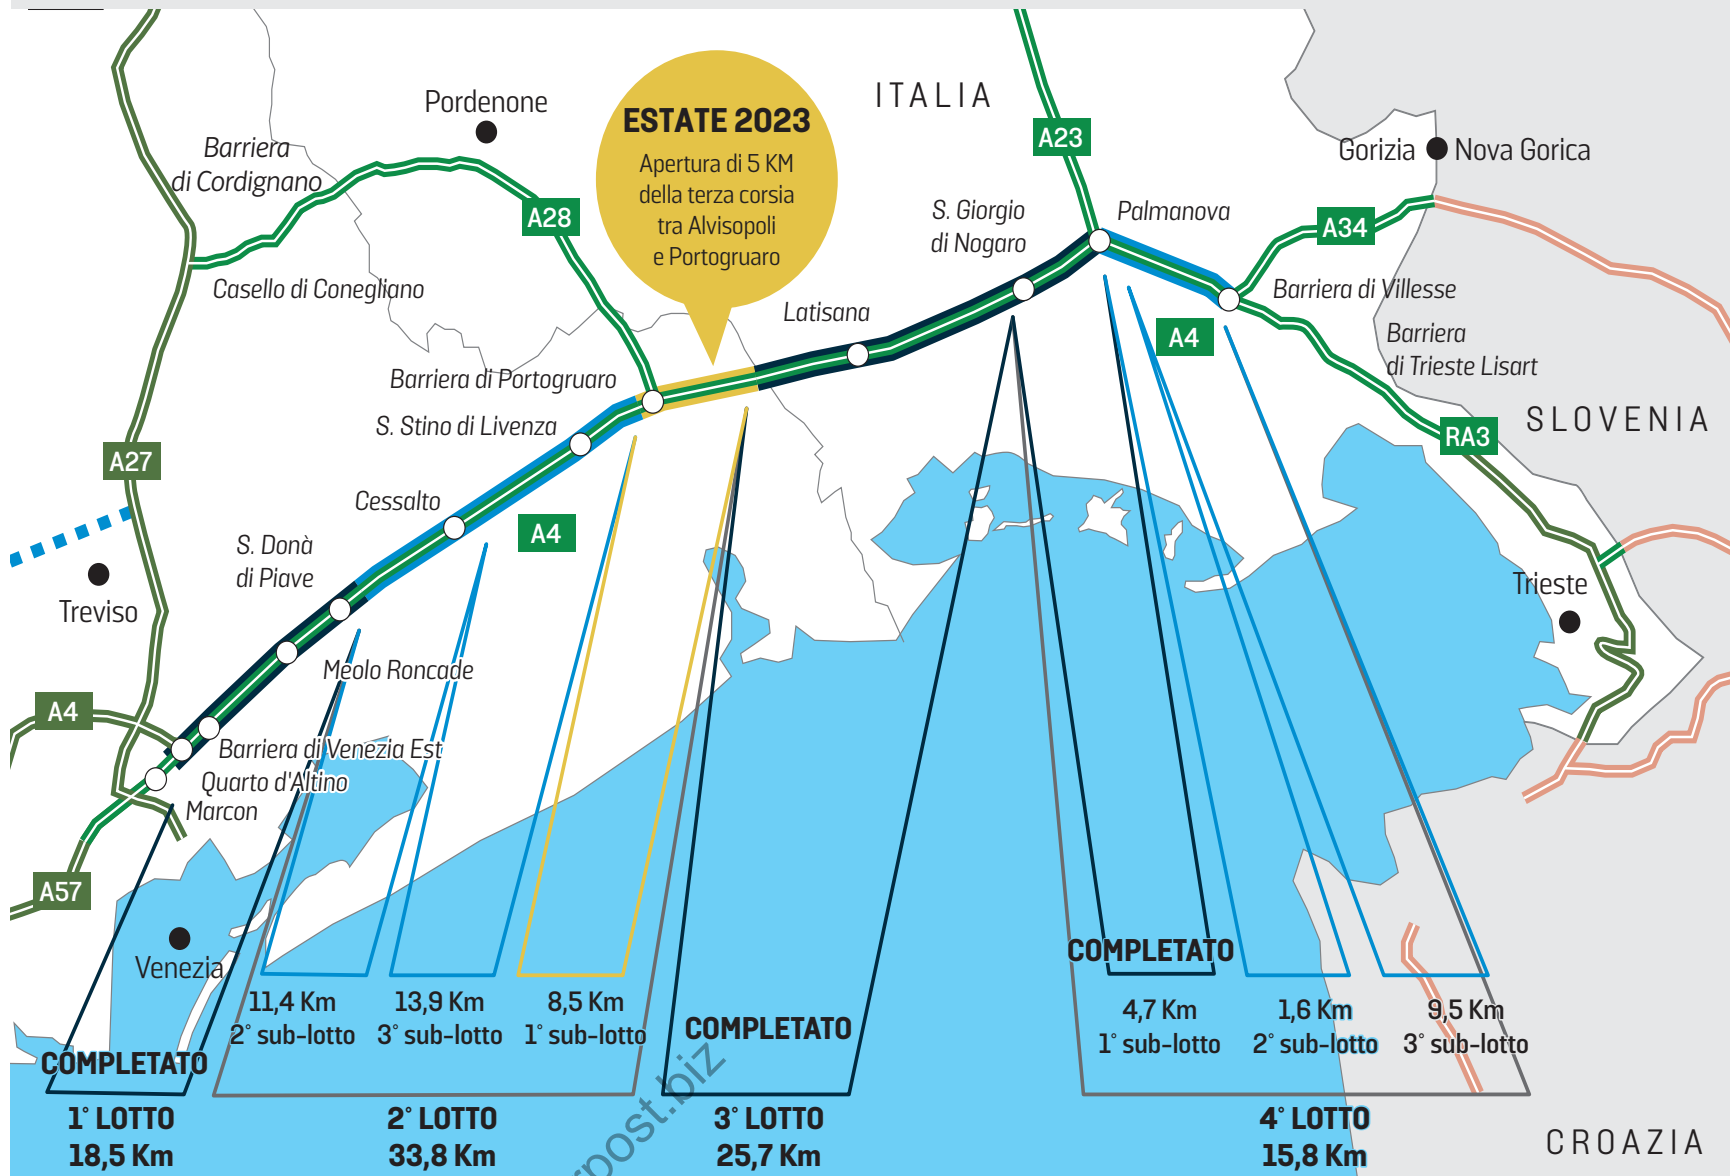 ITALIA
Pordenone
ESTATE 2023
Apertura di 5 KM
della terza corsia
tra Alvisopoli
e Portogruaro
A23
Gorizia
Nova Gorica
Barriera
di Cordignano
A28
S. Giorgio
di Nogaro
Palmanova
A34
Casello di Conegliano
Latisana
Barriera di Villesse
A4
Barriera
di Trieste Lisart
Barriera di Portogruaro
S. Stino di Livenza
SLOVENIA
RA3
A27
Cessalto
A4
S. Donà
di Piave
Treviso
Trieste
Meolo Roncade
A4
Barriera di Venezia Est
Quarto d'Altino
Marcon
A57
Venezia
COMPLETATO
11,4 Km
2° sub-lotto
13,9 Km
3° sub-lotto
8,5 Km
1° sub-lotto
COMPLETATO
4,7 Km
1° sub-lotto
1,6 Km
2° sub-lotto
9,5 Km
3° sub-lotto
COMPLETATO
1° LOTTO
18,5 Km
2° LOTTO
33,8 Km
3° LOTTO
25,7 Km
4° LOTTO
15,8 Km
CROAZIA
rpost.biz